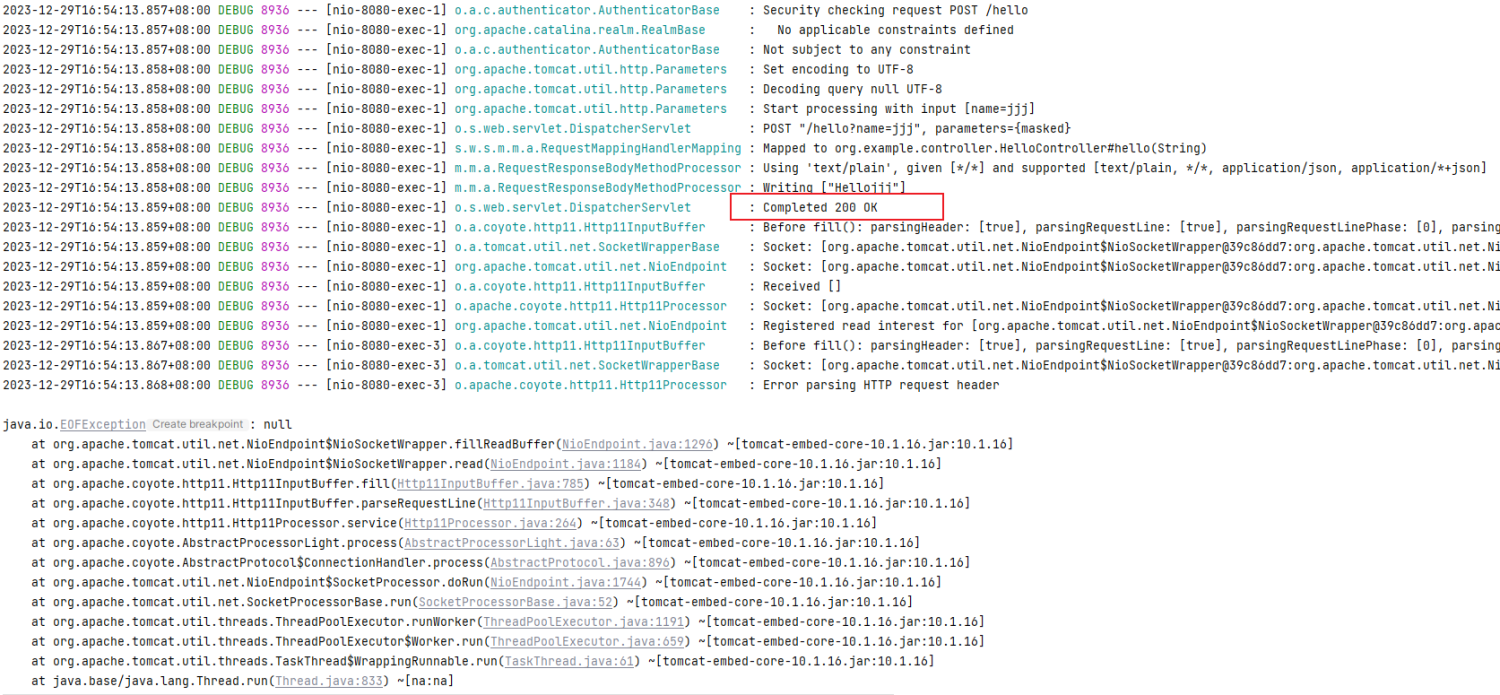 2023-12-29T16:54:13.857+08:00 DEBUG 8936 --- [nio-8080-exec-1] o.a.c.authenticator.AuthenticatorBase : Security checking request POST /hello
2023-12-29T16:54:13.857+08:00 DEBUG 8936 --- [nio-8080-exec-1] org.apache.catalina.realm.RealmBase : No applicable constraints defined
2023-12-29T16:54:13.857+08:00 DEBUG 8936 --- [nio-8080-exec-1] o.a.c.authenticator.AuthenticatorBase : Not subject to any constraint
2023-12-29T16:54:13.858+08:00 DEBUG 8936 --- [nio-8080-exec-1] org.apache.tomcat.util.http.Parameters : Set encoding to UTF-8
2023-12-29T16:54:13.858+08:00 DEBUG 8936 --- [nio-8080-exec-1] org.apache.tomcat.util.http.Parameters : Decoding query null UTF-8
2023-12-29T16:54:13.858+08:00 DEBUG 8936 --- [nio-8080-exec-1] org.apache.tomcat.util.http.Parameters : Start processing with input [name=jjj]
2023-12-29T16:54:13.858+08:00 DEBUG 8936 --- [nio-8080-exec-1] o.s.web.servlet.DispatcherServlet : POST "/hello?name=jjj", parameters={masked}
2023-12-29T16:54:13.858+08:00 DEBUG 8936 --- [nio-8080-exec-1] s.w.s.m.m.a.RequestMappingHandlerMapping : Mapped to org.example.controller.HelloController#hello(String)
2023-12-29T16:54:13.858+08:00 DEBUG 8936 --- [nio-8080-exec-1] m.m.a.RequestResponseBodyMethodProcessor : Using 'text/plain', given [*/*] and supported [text/plain, */*, application/json, application/*+json]
2023-12-29T16:54:13.858+08:00 DEBUG 8936 --- [nio-8080-exec-1] m.m.a.RequestResponseBodyMethodProcessor : Writing ["Hellojjj"]
2023-12-29T16:54:13.859+08:00 DEBUG 8936 --- [nio-8080-exec-1] o.s.web.servlet.DispatcherServlet : Completed 200 OK
2023-12-29T16:54:13.859+08:00 DEBUG 8936 --- [nio-8080-exec-1] o.a.coyote.http11.Http11InputBuffer : Before fill(): parsingHeader: [true], parsingRequestLine: [true], parsingRequestLinePhase: [0], parsing
2023-12-29T16:54:13.859+08:00 DEBUG 8936 --- [nio-8080-exec-1] o.a.tomcat.util.net.SocketWrapperBase : Socket: [org.apache.tomcat.util.net.NioEndpoint$NioSocketWrapper@39c86dd7:org.apache.tomcat.util.net.Ni
2023-12-29T16:54:13.859+08:00 DEBUG 8936 --- [nio-8080-exec-1] org.apache.tomcat.util.net.NioEndpoint : Socket: [org.apache.tomcat.util.net.NioEndpoint$NioSocketWrapper@39c86dd7:org.apache.tomcat.util.net.Ni
2023-12-29T16:54:13.859+08:00 DEBUG 8936 --- [nio-8080-exec-1] o.a.coyote.http11.Http11InputBuffer : Received []
2023-12-29T16:54:13.859+08:00 DEBUG 8936 --- [nio-8080-exec-1] o.apache.coyote.http11.Http11Processor : Socket: [org.apache.tomcat.util.net.NioEndpoint$NioSocketWrapper@39c86dd7:org.apache.tomcat.util.net.Ni
2023-12-29T16:54:13.859+08:00 DEBUG 8936 --- [nio-8080-exec-1] org.apache.tomcat.util.net.NioEndpoint : Registered read interest for [org.apache.tomcat.util.net.NioEndpoint$NioSocketWrapper@39c86dd7:org.apac
2023-12-29T16:54:13.867+08:00 DEBUG 8936 --- [nio-8080-exec-3] o.a.coyote.http11.Http11InputBuffer : Before fill(): parsingHeader: [true], parsingRequestLine: [true], parsingRequestLinePhase: [0], parsing
2023-12-29T16:54:13.867+08:00 DEBUG 8936 --- [nio-8080-exec-3] o.a.tomcat.util.net.SocketWrapperBase : Socket: [org.apache.tomcat.util.net.NioEndpoint$NioSocketWrapper@39c86dd7:org.apache.tomcat.util.net.Ni
2023-12-29T16:54:13.868+08:00 DEBUG 8936 --- [nio-8080-exec-3] o.apache.coyote.http11.Http11Processor : Error parsing HTTP request header
java.io.EOFException Create breakpoint : null
at org.apache.tomcat.util.net.NioEndpoint$NioSocketWrapper.fillReadBuffer(NioEndpoint.java:1296) ~[tomcat-embed-core-10.1.16.jar:10.1.16]
at org.apache.tomcat.util.net.NioEndpoint$NioSocketWrapper.read(NioEndpoint.java:1184) ~[tomcat-embed-core-10.1.16.jar:10.1.16]
at org.apache.coyote.http11.Http11InputBuffer.fill(Http11InputBuffer.java:785) ~[tomcat-embed-core-10.1.16.jar:10.1.16]
at org.apache.coyote.http11.Http11InputBuffer.parseRequestLine(Http11InputBuffer.java:348) ~[tomcat-embed-core-10.1.16.jar:10.1.16]
at org.apache.coyote.http11.Http11Processor.service(Http11Processor.java:264) ~[tomcat-embed-core-10.1.16.jar:10.1.16]
at org.apache.coyote.AbstractProcessorLight.process(AbstractProcessorLight.java:63) ~[tomcat-embed-core-10.1.16.jar:10.1.16]
at org.apache.coyote.AbstractProtocol$ConnectionHandler.process(AbstractProtocol.java:896) ~[tomcat-embed-core-10.1.16.jar:10.1.16]
at org.apache.tomcat.util.net.NioEndpoint$SocketProcessor.doRun(NioEndpoint.java:1744) ~[tomcat-embed-core-10.1.16.jar:10.1.16]
at org.apache.tomcat.util.net.SocketProcessorBase.run(SocketProcessorBase.java:52) ~[tomcat-embed-core-10.1.16.jar:10.1.16]
at org.apache.tomcat.util.threads.ThreadPoolExecutor.runWorker(ThreadPoolExecutor.java:1191) ~[tomcat-embed-core-10.1.16.jar:10.1.16]
at org.apache.tomcat.util.threads.ThreadPoolExecutor$Worker.run(ThreadPoolExecutor.java:659) ~[tomcat-embed-core-10.1.16.jar:10.1.16]
at org.apache.tomcat.util.threads.TaskThread$WrappingRunnable.run(TaskThread.java:61) ~[tomcat-embed-core-10.1.16.jar:10.1.16]
at java.base/java.lang.Thread.run(Thread.java:833) ~[na:na]